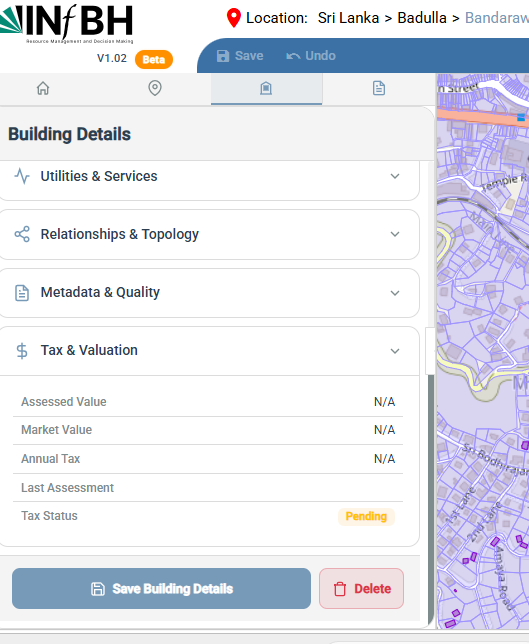 INfBH
Resource Management and Decision Making
V1.02 Beta
Location: Sri Lanka > Badulla > Bandaraw
Save Undo
Building Details
Utilities & Services
Relationships & Topology
Metadata & Quality
Tax & Valuation
Assessed Value N/A
Market Value N/A
Annual Tax N/A
Last Assessment
Tax Status Pending
Save Building Details Delete
n Street
Temple R
Main
M
Sri Bodhirajar
1st Lane
2nd Lane
Amaya Road